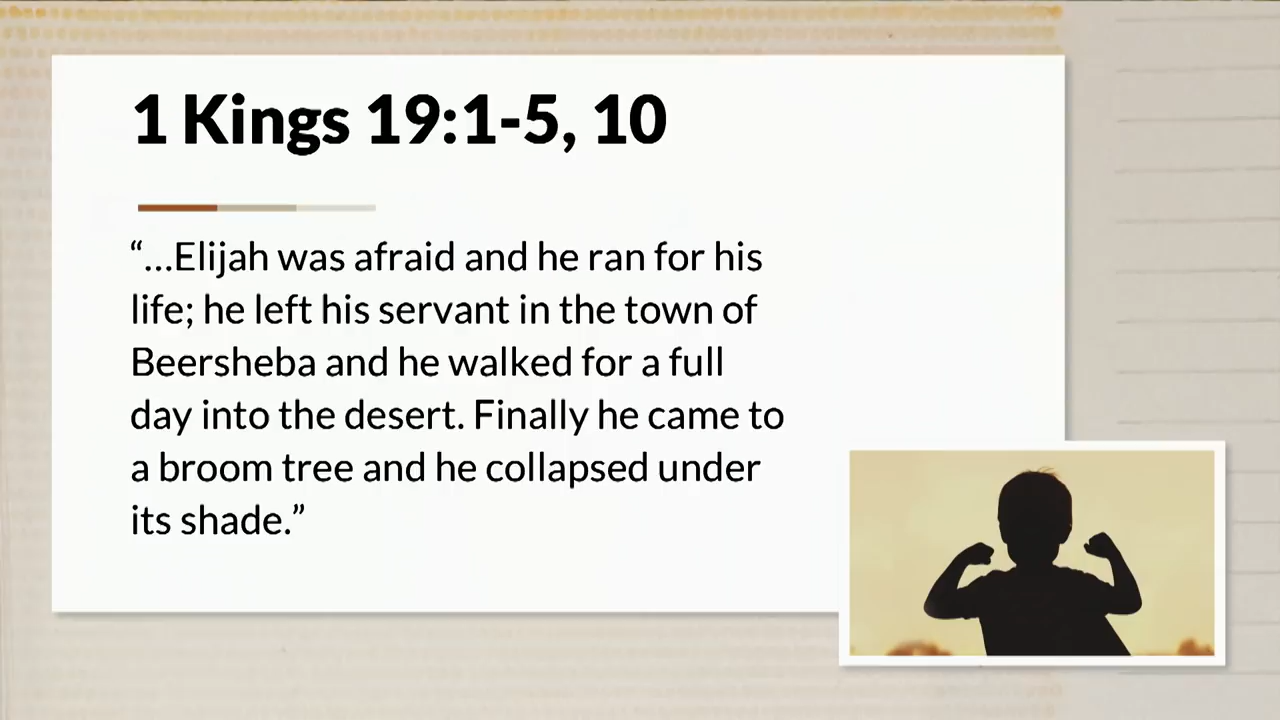 1 Kings 19:1-5, 10
“...Elijah was afraid and he ran for his
life; he left his servant in the town of
Beersheba and he walked for a full
day into the desert. Finally he came to
a broom tree and he collapsed under
its shade.”